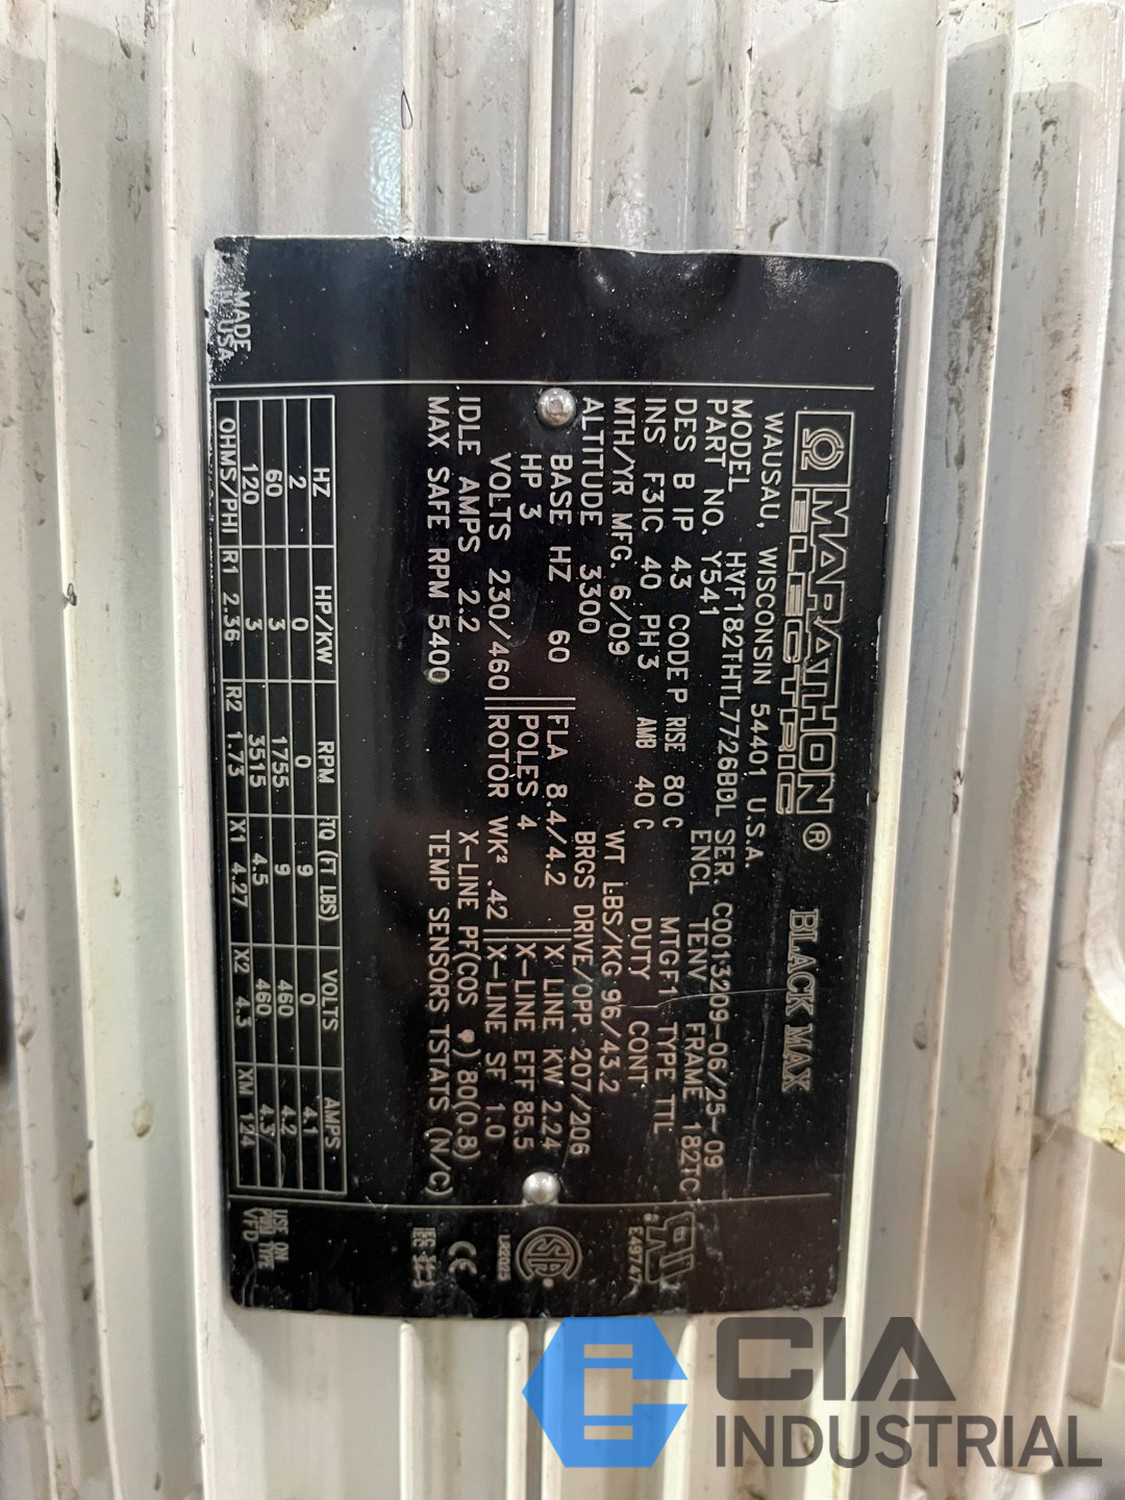 MARATHON ® BLACK MAX
ELECTRIC
WAUSAU, WISCONSIN 54401 U.S.A.
MODEL HVF182THTL7726BDL SER. C0013209-06/25-09
PART NO. Y541 ENCL TENV FRAME 182TC
DES B IP 43 CODE P RISE 80 C MTGF1 TYPE TTL
INS F3IC 40 PH 3 AMB 40 C DUTY CONT.
MTH/YR MFG. 6/09 WT LBS/KG 96/43.2
ALTITUDE 3300 BRGS DRIVE/OPP. 207/206
BASE HZ 60 FLA 8.4/4.2 X LINE KW 2.24
HP 3 POLES 4 X-LINE EFF 85.5
VOLTS 230/460 ROTOR WK² .42 X-LINE SF 1.0
IDLE AMPS 2.2 X-LINE PF(COS φ) 80(0.8)
MAX SAFE RPM 5400 TEMP SENSORS TSTATS (N/C)
HZ HP/KW RPM TQ (FT LBS) VOLTS AMPS
2 0 0 9 0 4.1
60 3 1755 9 460 4.2
120 3 3515 4.5 460 4.3
OHMS/PHI R1 2.36 R2 1.73 X1 4.27 X2 4.3 XM 124
MADE
IN USA
E49747
SA ®
LR2025
CE
USE ON
PWM TYPE
VFD
CIA
INDUSTRIAL